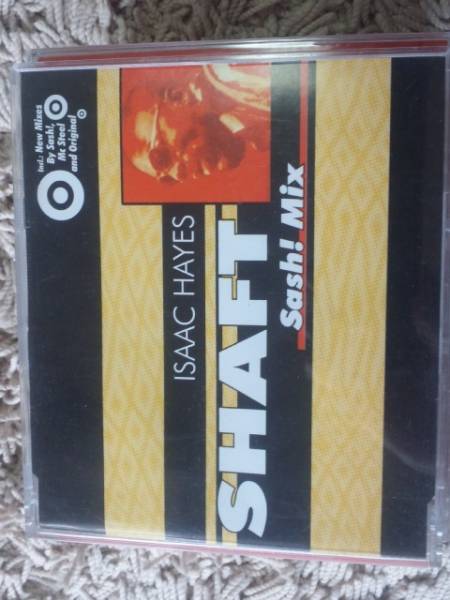 Incl.: New Mixes
By Sash!,
Mc Steel
and Original
ISAAC HAYES
SHAFT
Sash! Mix